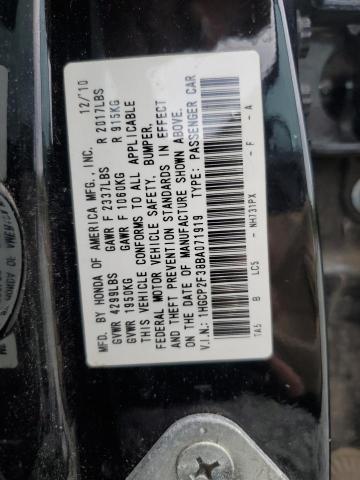 MFD. BY HONDA OF AMERICA MFG., INC. 12/10
GVWR 4299LBS GAWR F 2337LBS R 2017LBS
GVWR 1950KG GAWR F 1060KG R 915KG
THIS VEHICLE CONFORMS TO ALL APPLICABLE
FEDERAL MOTOR VEHICLE SAFETY, BUMPER,
AND THEFT PREVENTION STANDARDS IN EFFECT
ON THE DATE OF MANUFACTURE SHOWN ABOVE.
V.I.N.: 1HGCP2F38BA071919 TYPE: PASSENGER CAR
TA5 B LC5 - NH731PX - F - A